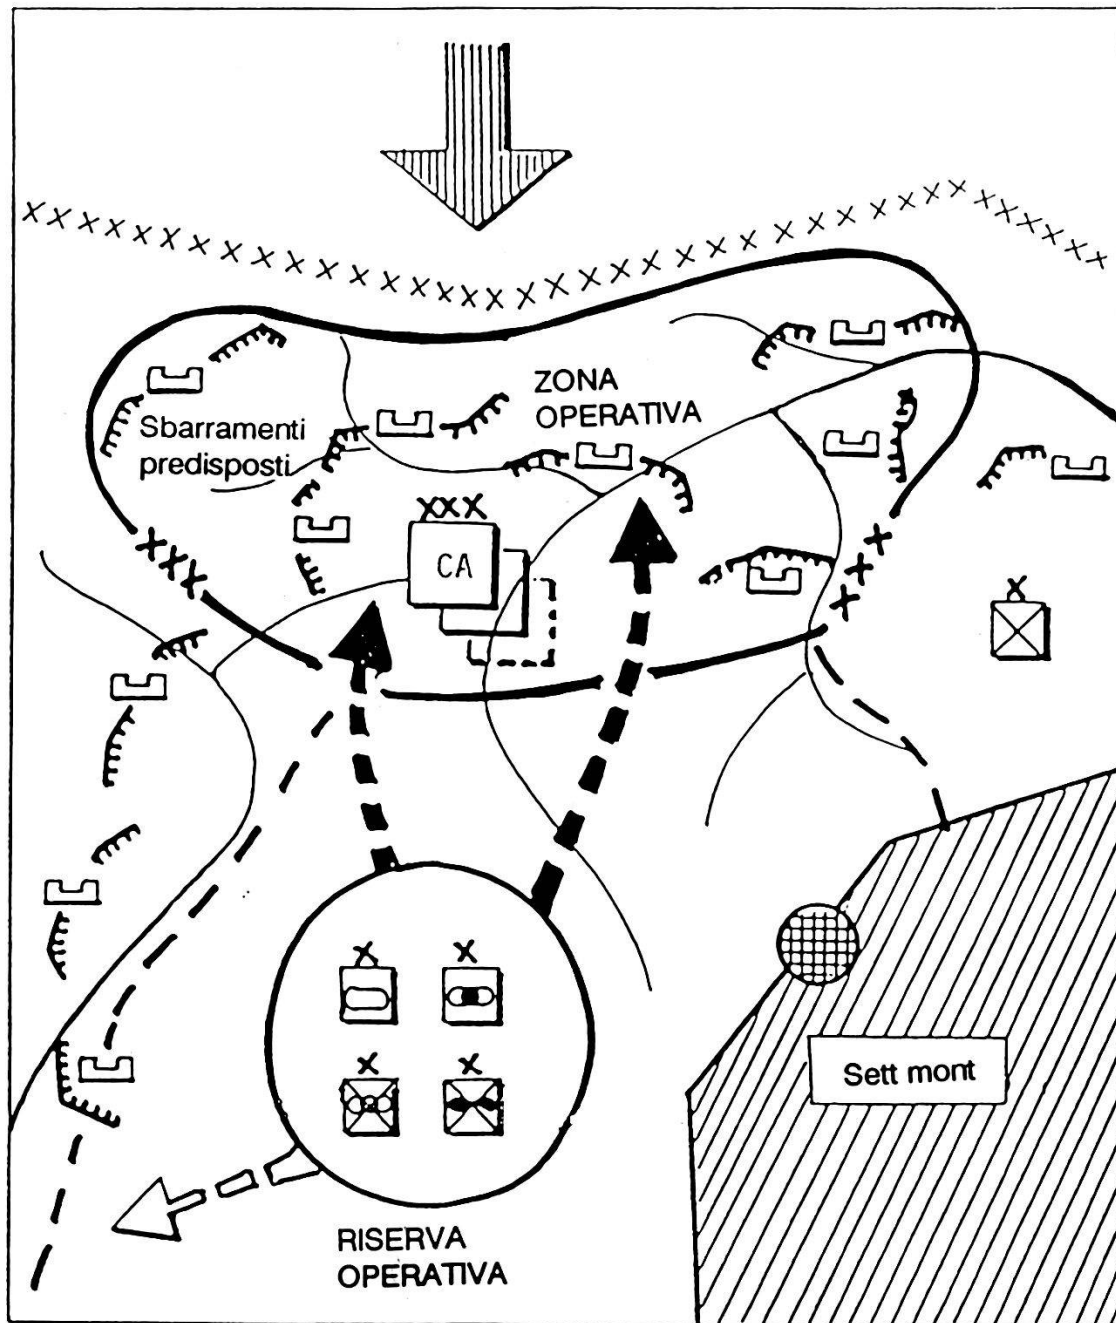 ZONA
OPERATIVA
Sbarramenti
predisposti
XXX
CA
XXX
XXX
X
X
X
X
X
Sett mont
RISERVA
OPERATIVA